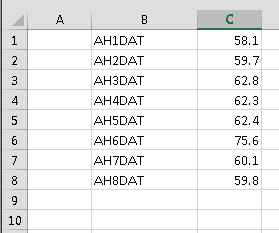 A B C
1 AH1DAT 58.1
2 AH2DAT 59.7
3 AH3DAT 62.8
4 AH4DAT 62.3
5 AH5DAT 62.4
6 AH6DAT 75.6
7 AH7DAT 60.1
8 AH8DAT 59.8
9
10